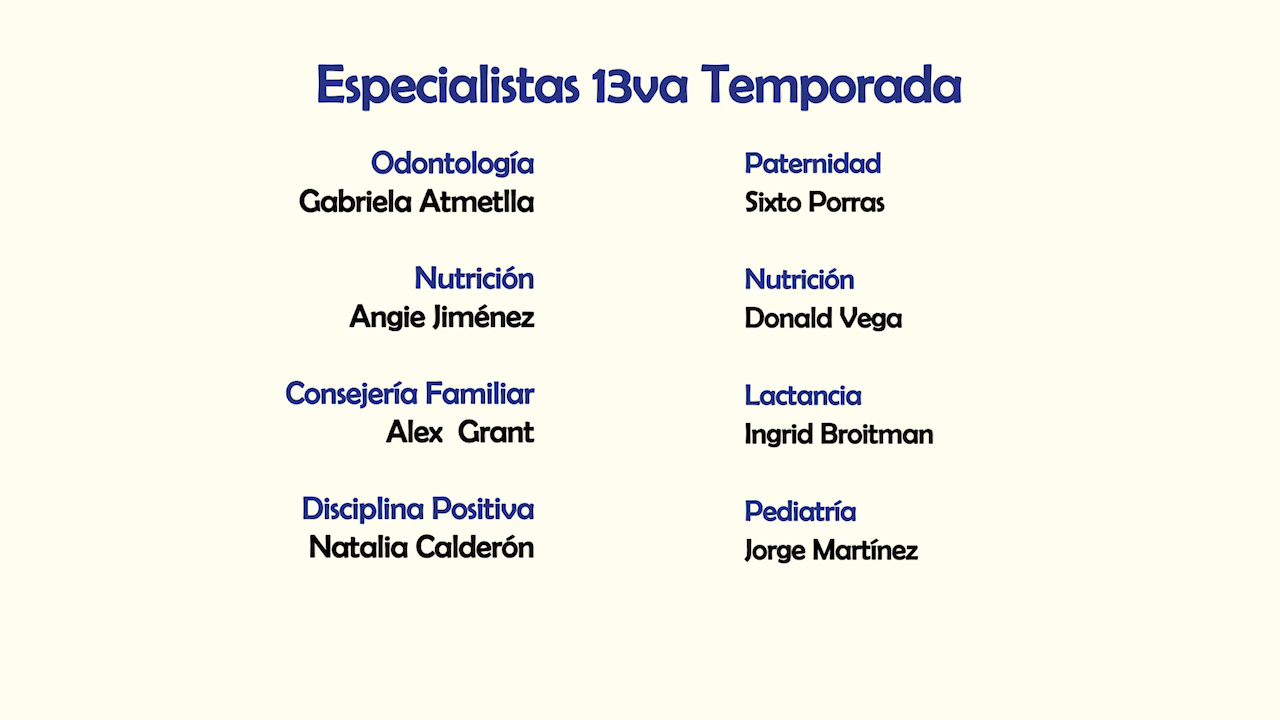 Especialistas 13va Temporada
Odontología
Gabriela Atmetlla
Nutrición
Angie Jiménez
Consejería Familiar
Alex  Grant
Disciplina Positiva
Natalia Calderón
Paternidad
Sixto Porras
Nutrición
Donald Vega
Lactancia
Ingrid Broitman
Pediatría
Jorge Martínez